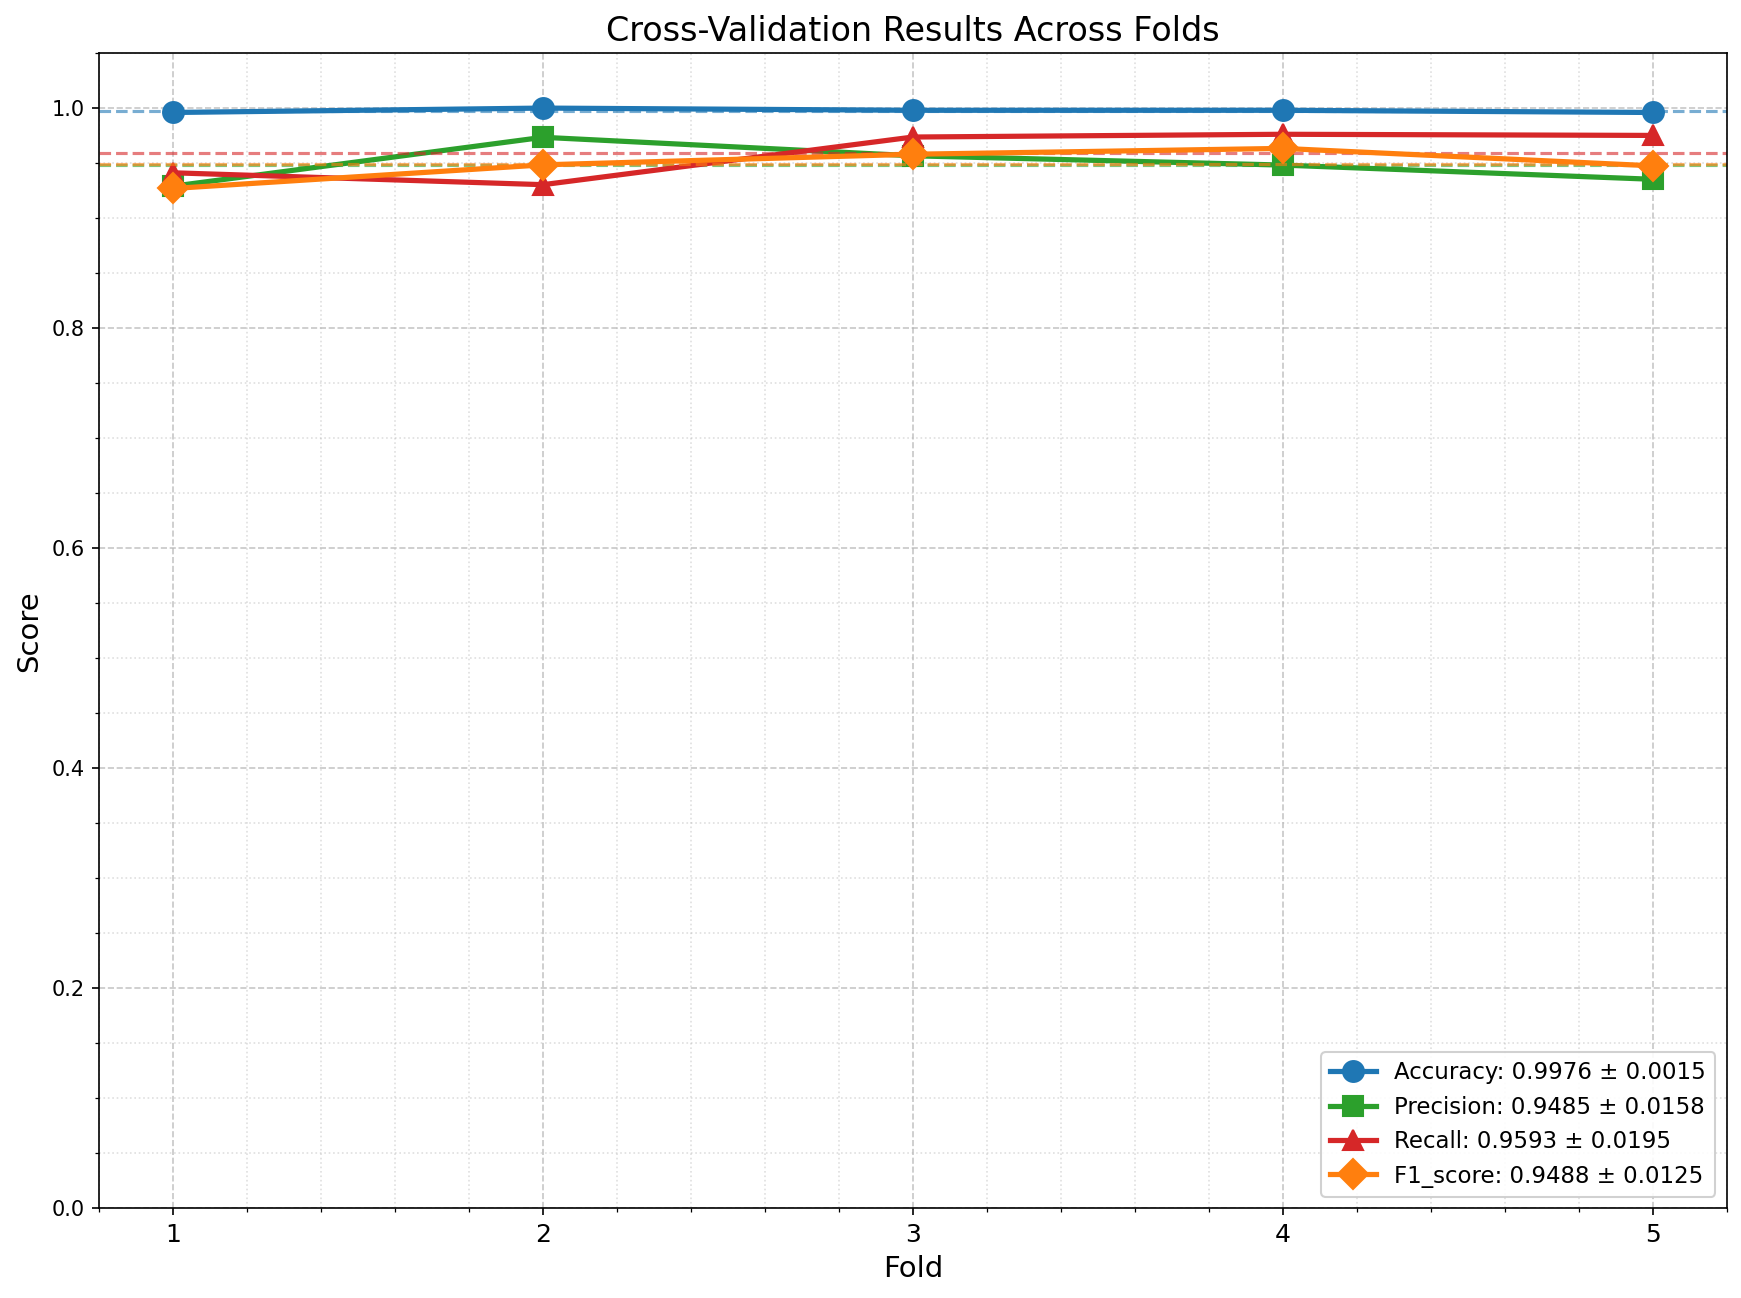 Cross-Validation Results Across Folds
1.0
0.8
0.6
0.4
0.2
0.0
Score
1 2 3 4 5
Fold
Accuracy: 0.9976 ± 0.0015
Precision: 0.9485 ± 0.0158
Recall: 0.9593 ± 0.0195
F1_score: 0.9488 ± 0.0125